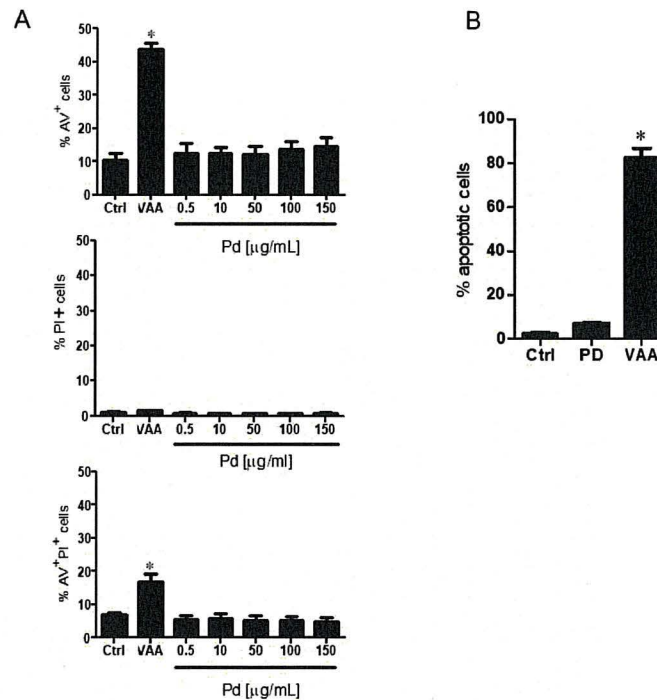 A
50
40
30
20
10
0
% AV+ cells
*
Ctrl VAA 0.5 10 50 100 150
Pd [μg/mL]
50
40
30
20
10
0
% PI+ cells
Ctrl VAA 0.5 10 50 100 150
Pd [μg/ml]
50
40
30
20
10
0
% AV+PI+ cells
*
Ctrl VAA 0.5 10 50 100 150
Pd [μg/mL]
B
100
80
60
40
20
0
% apoptotic cells
*
Ctrl PD VAA